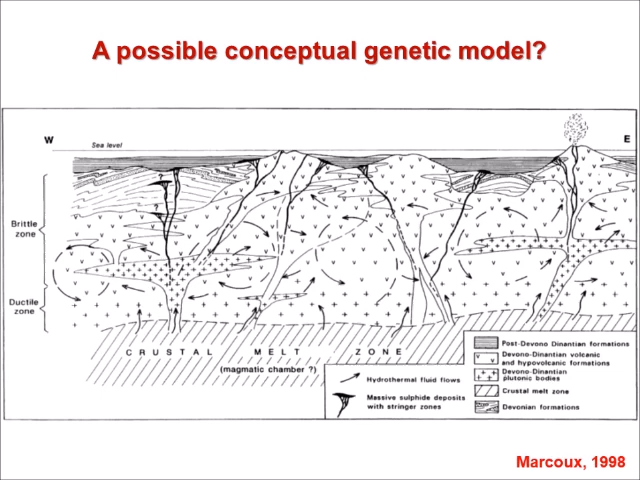 A possible conceptual genetic model?
W
Sea level
E
?
Brittle
zone
Ductile
zone
CRUSTAL MELT ZONE
(magmatic chamber ?)
Hydrothermal fluid flows
Massive sulphide deposits
with stringer zones
Post-Devono Dinantian formations
Devono-Dinantian volcanic
and hypovolcanic formations
Devono-Dinantian
plutonic bodies
Crustal melt zone
Devonian formations
Marcoux, 1998